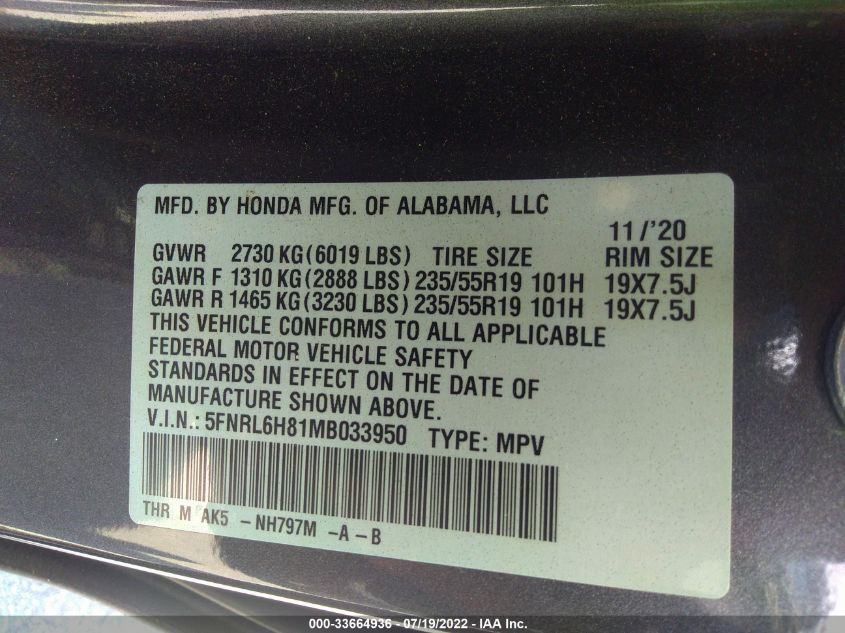 MFD. BY HONDA MFG. OF ALABAMA, LLC
11/'20
GVWR 2730 KG(6019 LBS) TIRE SIZE RIM SIZE
GAWR F 1310 KG(2888 LBS) 235/55R19 101H 19X7.5J
GAWR R 1465 KG(3230 LBS) 235/55R19 101H 19X7.5J
THIS VEHICLE CONFORMS TO ALL APPLICABLE
FEDERAL MOTOR VEHICLE SAFETY
STANDARDS IN EFFECT ON THE DATE OF
MANUFACTURE SHOWN ABOVE.
V.I.N.: 5FNRL6H81MB033950 TYPE: MPV
THR M AK5 -NH797M -A-B
000-33664936 - 07/19/2022 - IAA Inc.